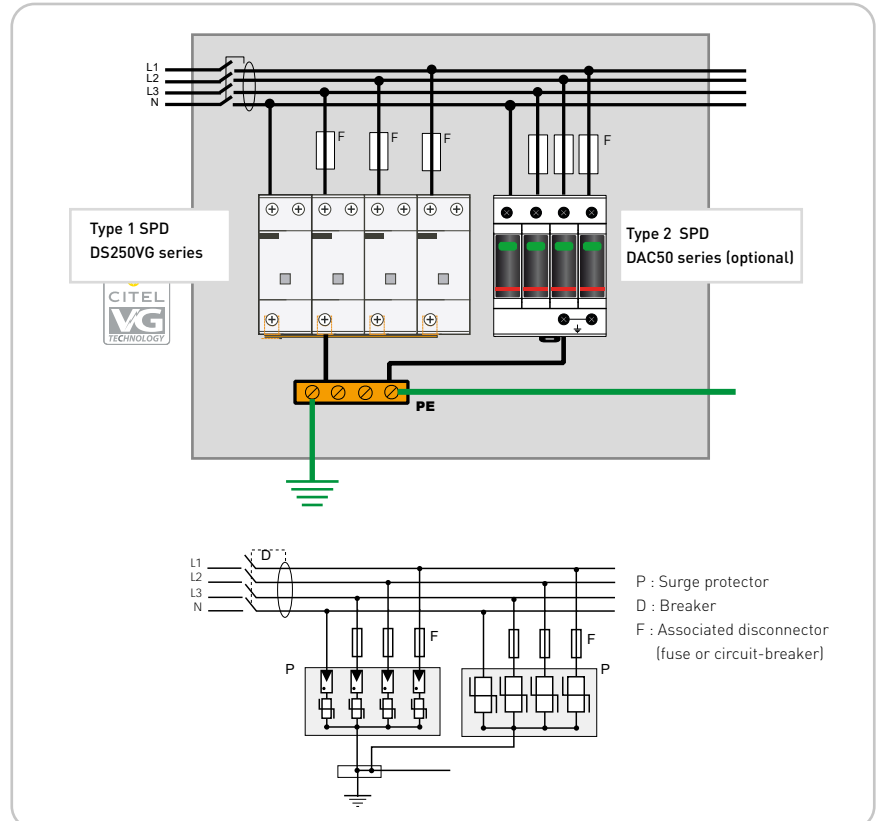 L1
L2
L3
N
F
F
F
F
Type 1 SPD
DS250VG series
Type 2 SPD
DAC50 series (optional)
CITEL
VG
TECHNOLOGY
PE
L1
L2
L3
N
D
F
F
P
P
P : Surge protector
D : Breaker
F : Associated disconnector
(fuse or circuit-breaker)